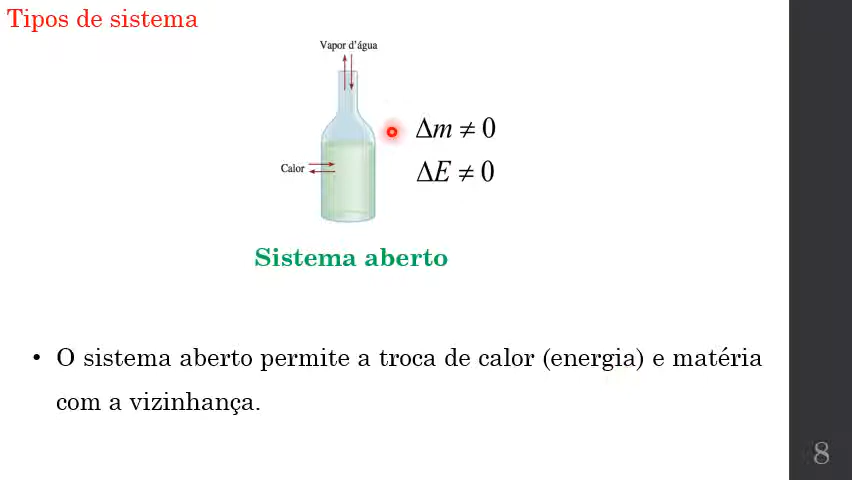 Tipos de sistema
Vapor d'água
Δm ≠ 0
Calor
ΔE ≠ 0
Sistema aberto
• O sistema aberto permite a troca de calor (energia) e matéria
com a vizinhança.
8